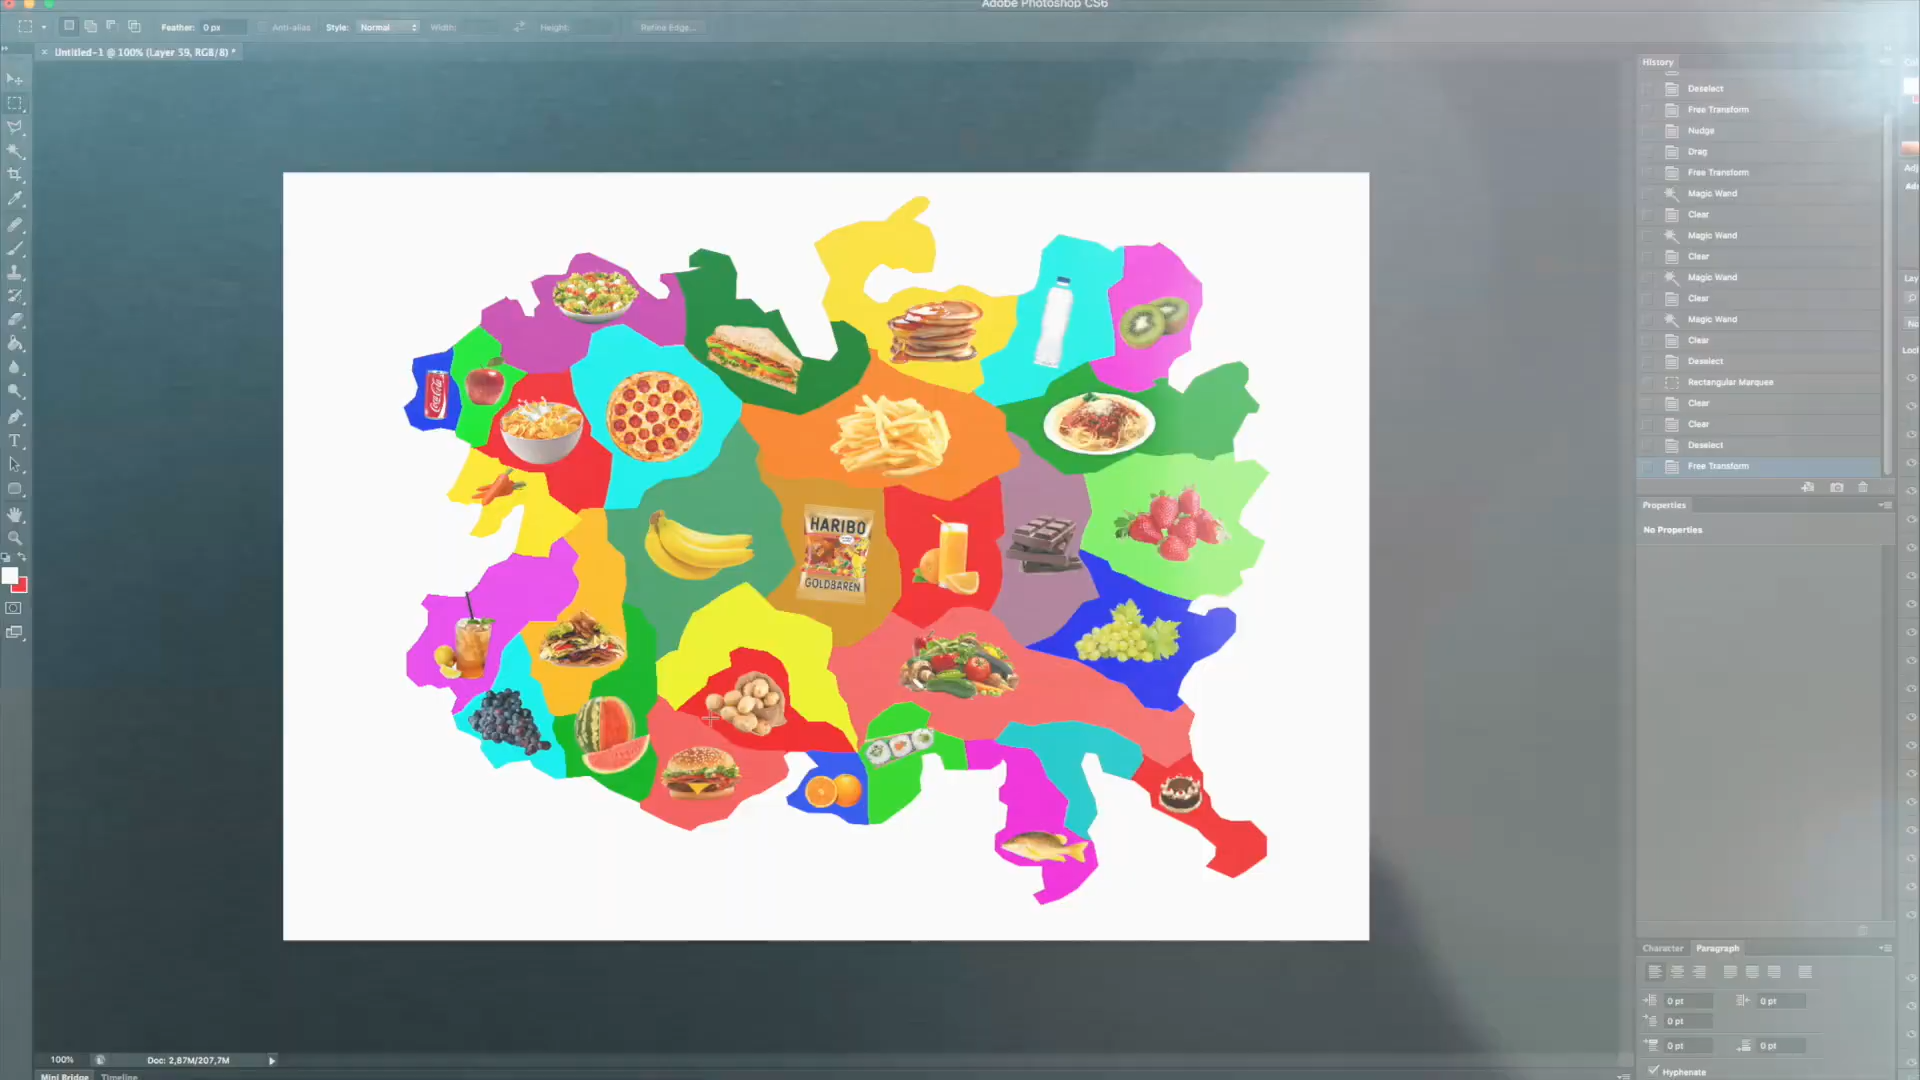 Adobe Photoshop CS6
Feather: 0 px Anti-alias Style: Normal Width: Height: Refine Edge...
Untitled-1 @ 100% (Layer 59, RGB/8) *
History
Deselect
Free Transform
Nudge
Drag
Free Transform
Magic Wand
Clear
Magic Wand
Clear
Magic Wand
Clear
Magic Wand
Clear
Deselect
Rectangular Marquee
Clear
Clear
Deselect
Free Transform
Properties
No Properties
Coca-Cola
HARIBO
GOLDBÄREN
Character Paragraph
0 pt 0 pt
0 pt
0 pt 0 pt
Hyphenate
100% Doc: 2,87M/207,7M
Mini Bridge Timeline